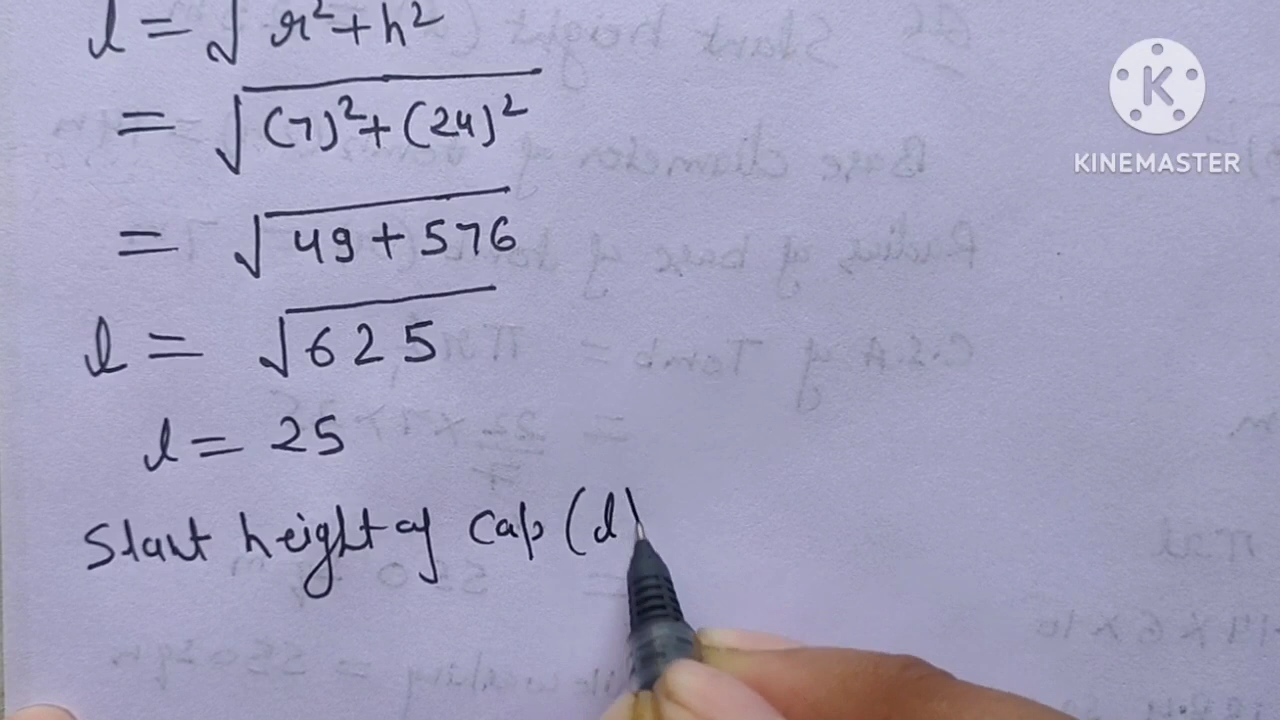 l = √r²+h²
= √(7)²+(24)²
= √49+576
l = √625
l = 25
Slant height of cap (l)
KINEMASTER